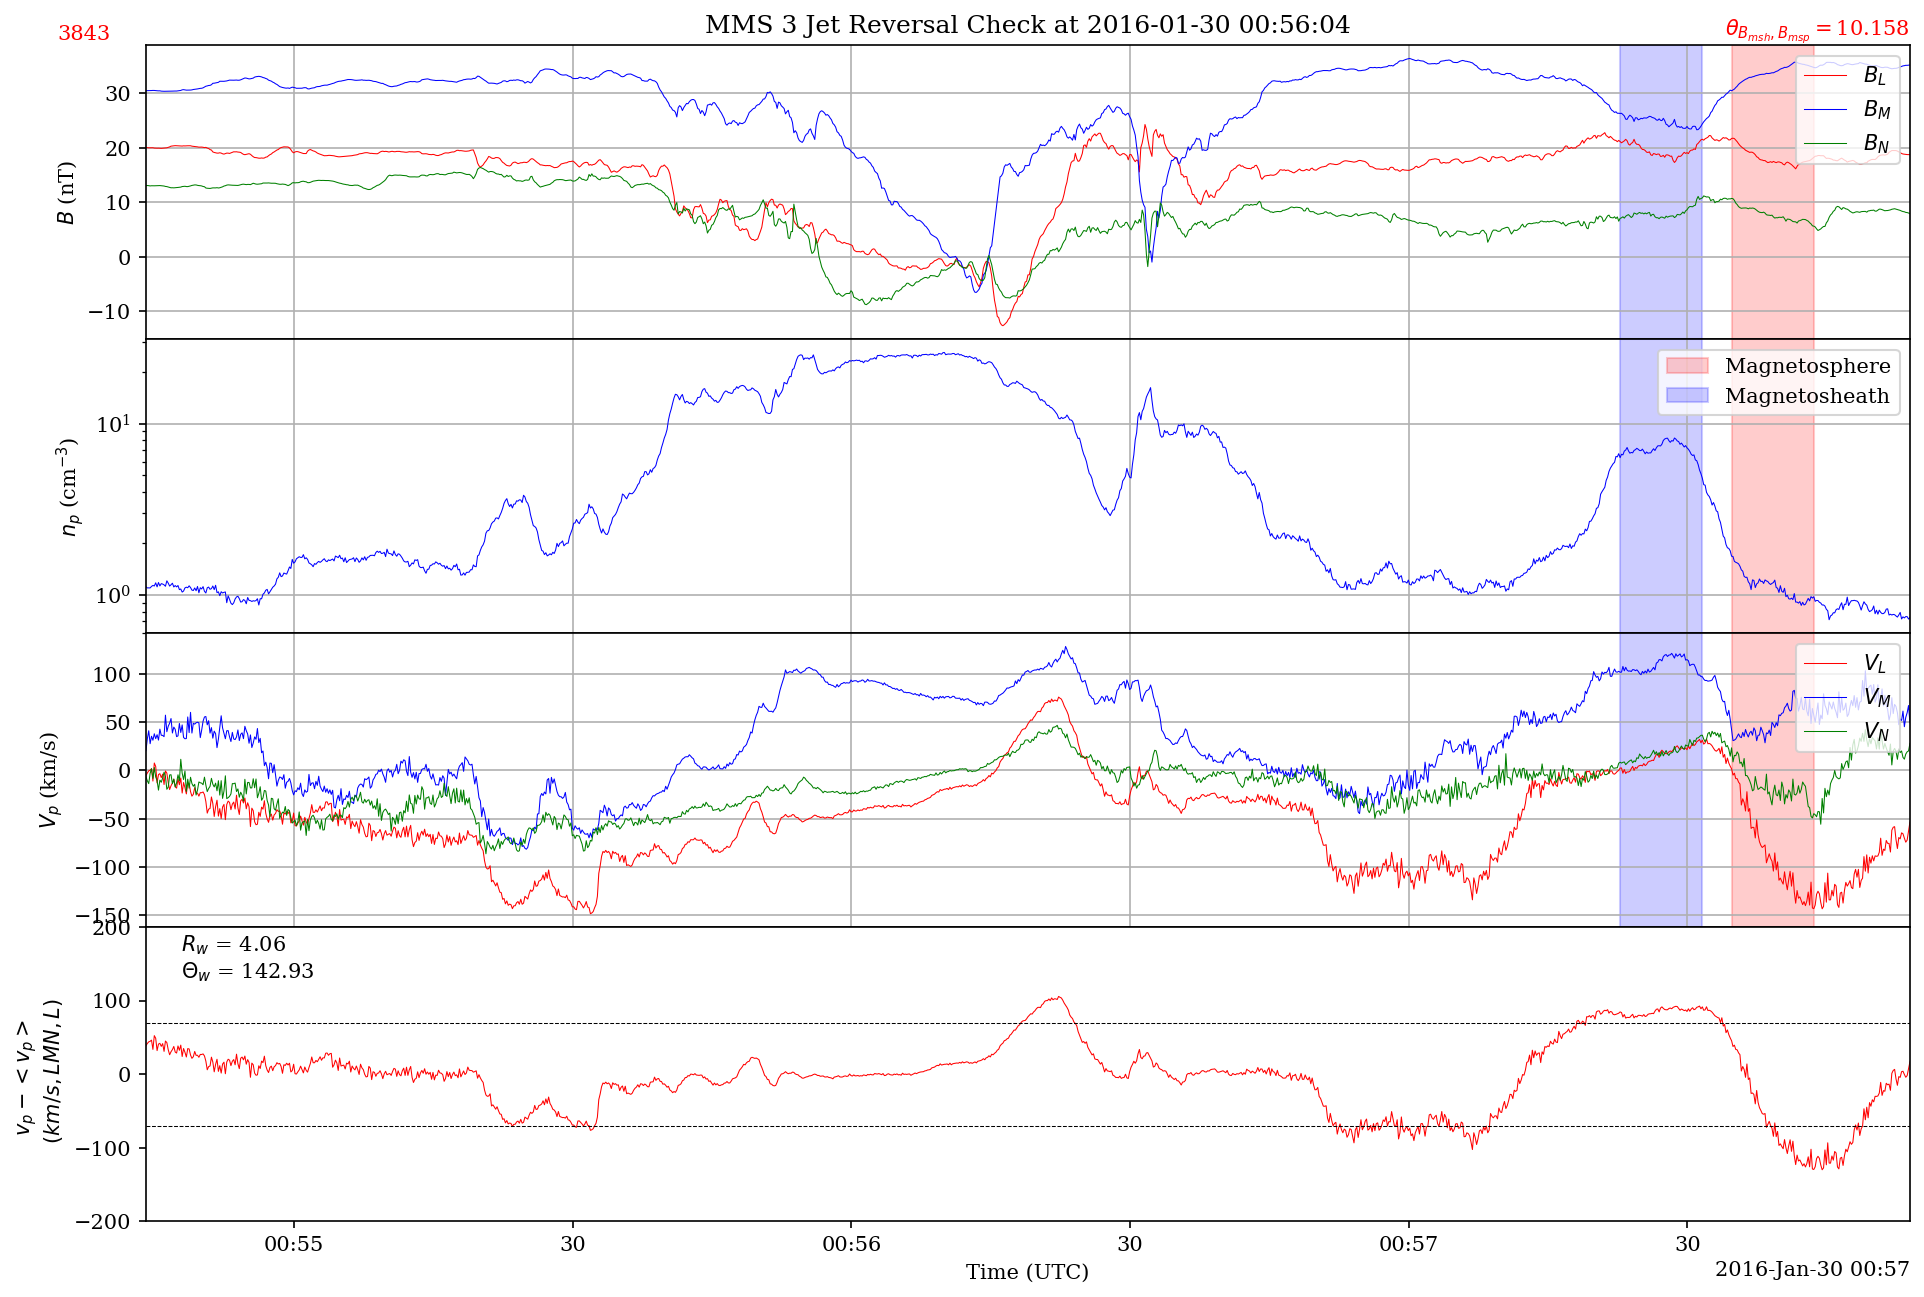 3843
MMS 3 Jet Reversal Check at 2016-01-30 00:56:04
θ_{B_{msh}, B_{msp}} = 10.158
B (nT)
30
20
10
0
−10
B_L
B_M
B_N
n_p (cm^{−3})
10^1
10^0
Magnetosphere
Magnetosheath
V_p (km/s)
100
50
0
−50
−100
−150
V_L
V_M
V_N
v_p − <v_p>
(km/s, LMN, L)
200
100
0
−100
−200
R_w = 4.06
Θ_w = 142.93
00:55
30
00:56
30
00:57
30
Time (UTC)
2016-Jan-30 00:57